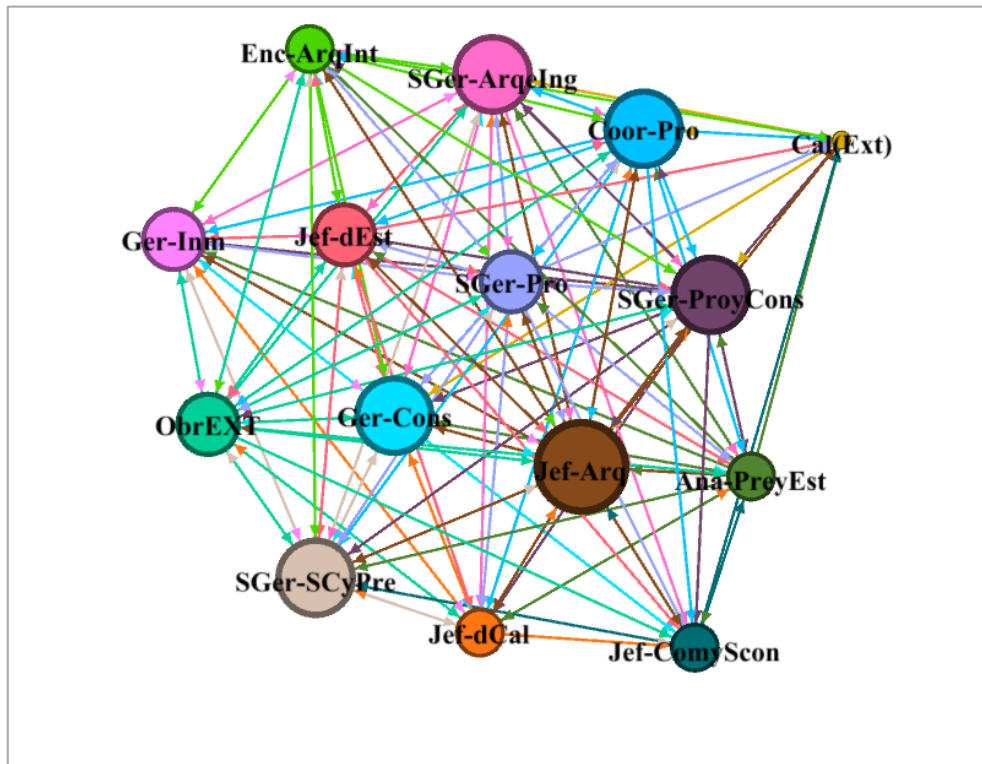 Enc-ArqInt
SGer-ArqeIng
Coor-Pro
Cal(Ext)
Ger-Inm
Jef-dEst
SGer-Pro
SGer-ProyCons
ObrEXT
Ger-Cons
Jef-Arq
Ana-PreyEst
SGer-SCyPre
Jef-dCal
Jef-ComyScon